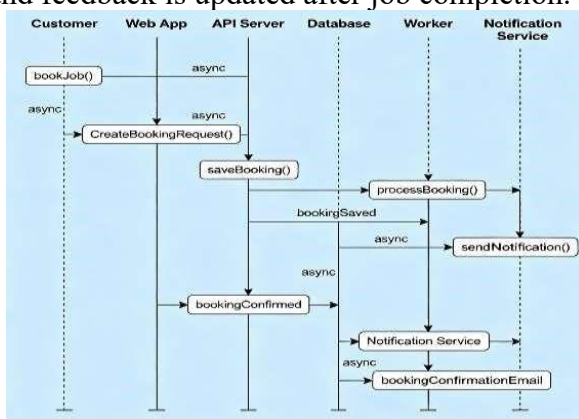 and feedback is updated after job completion.
Customer Web App API Server Database Worker Notification Service
async
bookJob()
async
async
CreateBookingRequest()
saveBooking()
processBooking()
bookingSaved
async
sendNotification()
async
bookingConfirmed
Notification Service
async
bookingConfirmationEmail